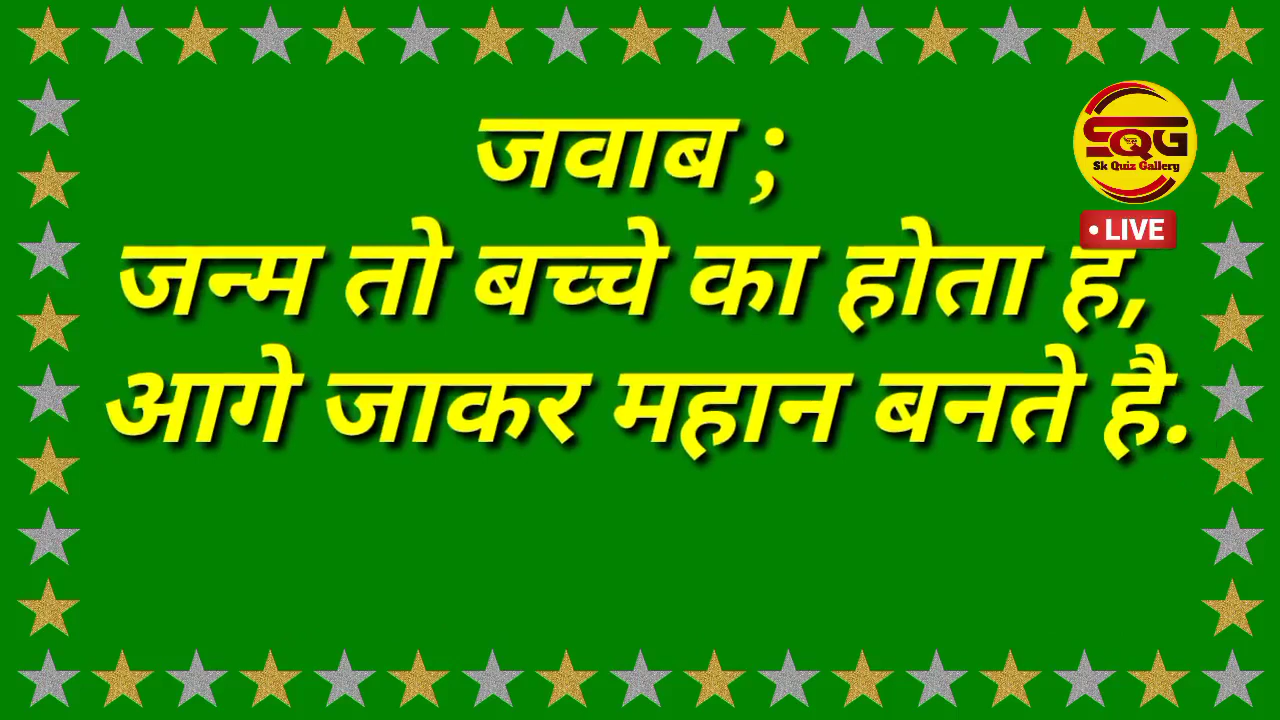 जवाब ;
SQG
Sk Quiz Gallery
• LIVE
जन्म तो बच्चे का होता ह,
आगे जाकर महान बनते है.